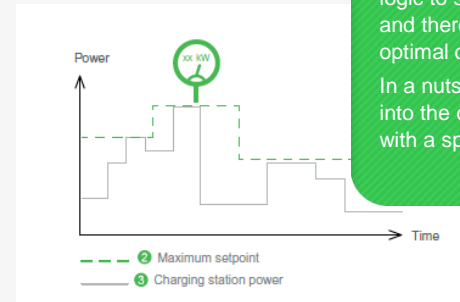 logic to s
and there
optimal c
In a nuts
into the c
with a sp
Power
xx kW
Time
2 Maximum setpoint
3 Charging station power